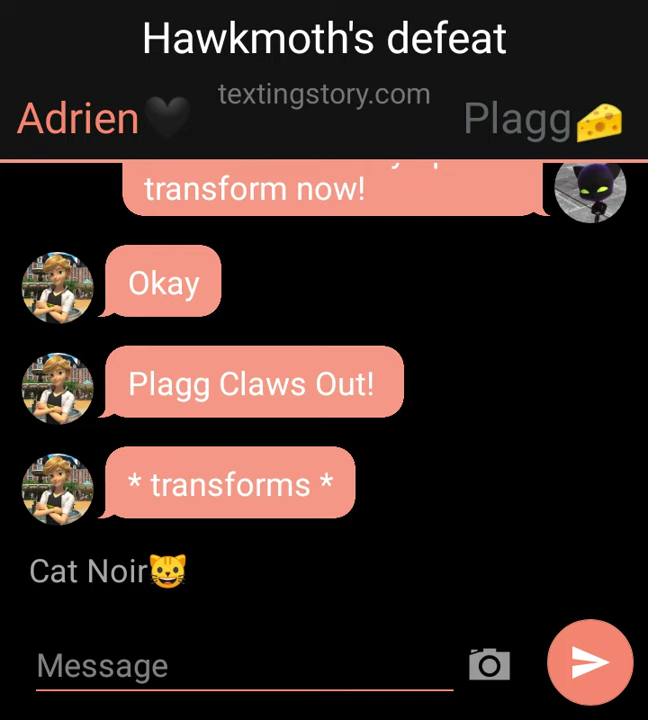 Hawkmoth's defeat
textingstory.com
Adrien🖤
Plagg🧀
transform now!
Okay
Plagg Claws Out!
* transforms *
Cat Noir😺
Message